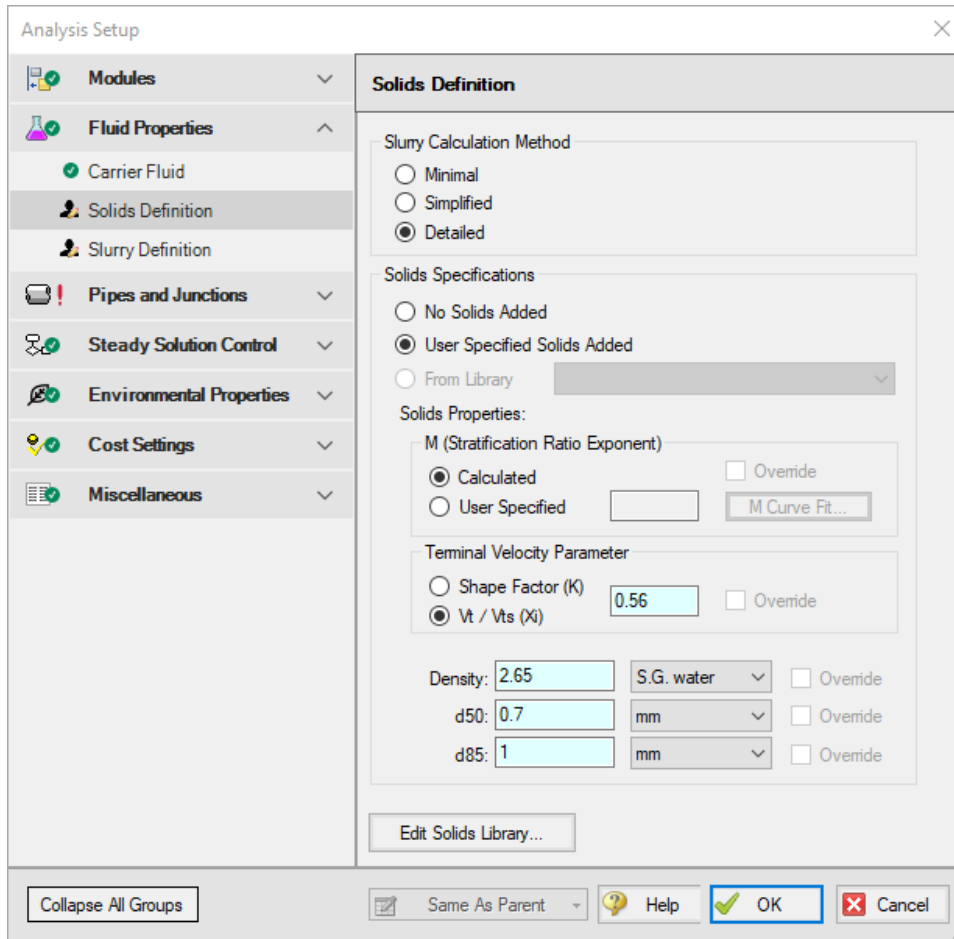 Analysis Setup
Modules
Fluid Properties
Carrier Fluid
Solids Definition
Slurry Definition
Pipes and Junctions
Steady Solution Control
Environmental Properties
Cost Settings
Miscellaneous
Collapse All Groups
Solids Definition
Slurry Calculation Method
Minimal
Simplified
Detailed
Solids Specifications
No Solids Added
User Specified Solids Added
From Library
Solids Properties:
M (Stratification Ratio Exponent)
Calculated
Override
User Specified
M Curve Fit...
Terminal Velocity Parameter
Shape Factor (K)
Vt / Vts (Xi)
0.56
Override
Density: 2.65 S.G. water Override
d50: 0.7 mm Override
d85: 1 mm Override
Edit Solids Library...
Same As Parent
Help
OK
Cancel